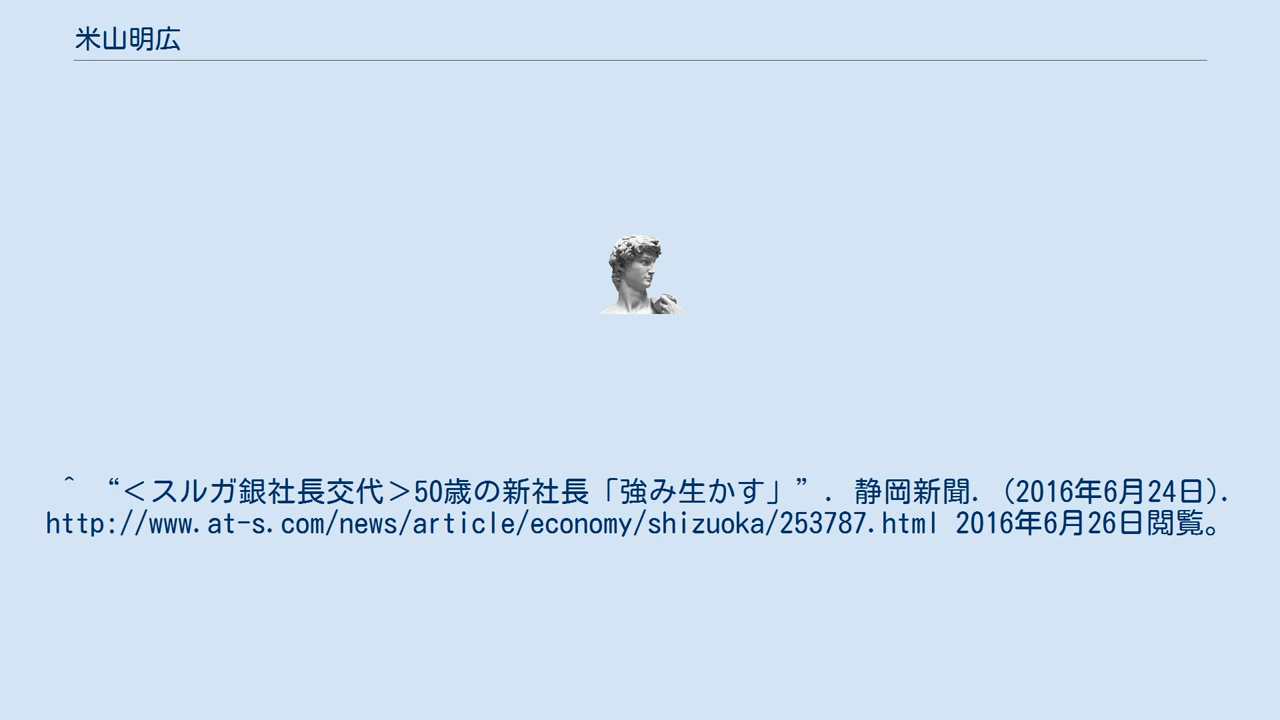 米山明広
^ “＜スルガ銀社長交代＞50歳の新社長「強み生かす」”. 静岡新聞. (2016年6月24日).
http://www.at-s.com/news/article/economy/shizuoka/253787.html 2016年6月26日閲覧。